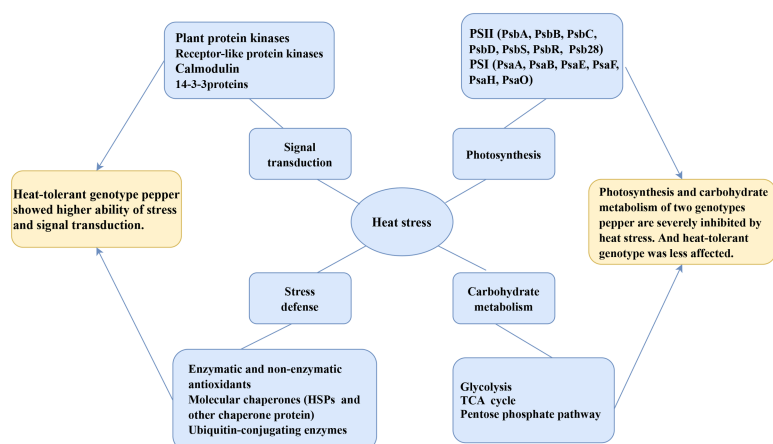 Plant protein kinases
Receptor-like protein kinases
Calmodulin
14-3-3proteins
PSII (PsbA, PsbB, PsbC,
PsbD, PsbS, PsbR, Psb28)
PSI (PsaA, PsaB, PsaE, PsaF,
PsaH, PsaO)
Signal
transduction
Photosynthesis
Heat-tolerant genotype pepper
showed higher ability of stress
and signal transduction.
Heat stress
Photosynthesis and carbohydrate
metabolism of two genotypes
pepper are severely inhibited by
heat stress. And heat-tolerant
genotype was less affected.
Stress
defense
Carbohydrate
metabolism
Enzymatic and non-enzymatic
antioxidants
Molecular chaperones (HSPs and
other chaperone protein)
Ubiquitin-conjugating enzymes
Glycolysis
TCA cycle
Pentose phosphate pathway